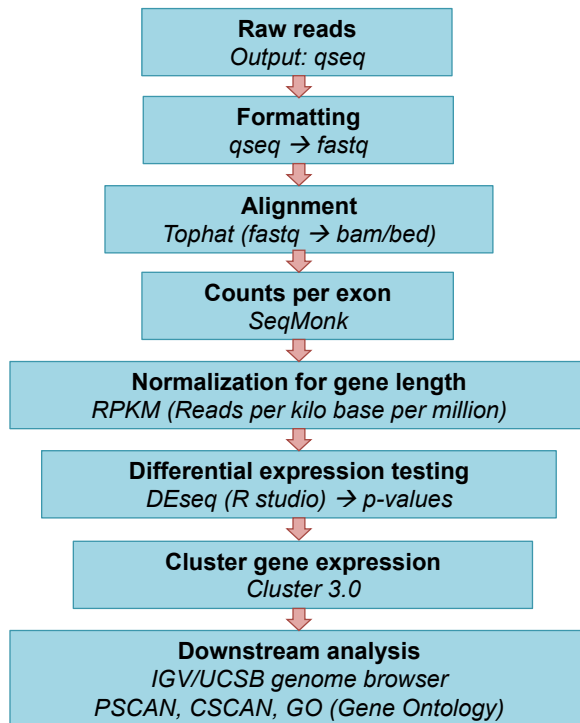 Raw reads
Output: qseq
Formatting
qseq → fastq
Alignment
Tophat (fastq → bam/bed)
Counts per exon
SeqMonk
Normalization for gene length
RPKM (Reads per kilo base per million)
Differential expression testing
DEseq (R studio) → p-values
Cluster gene expression
Cluster 3.0
Downstream analysis
IGV/UCSB genome browser
PSCAN, CSCAN, GO (Gene Ontology)